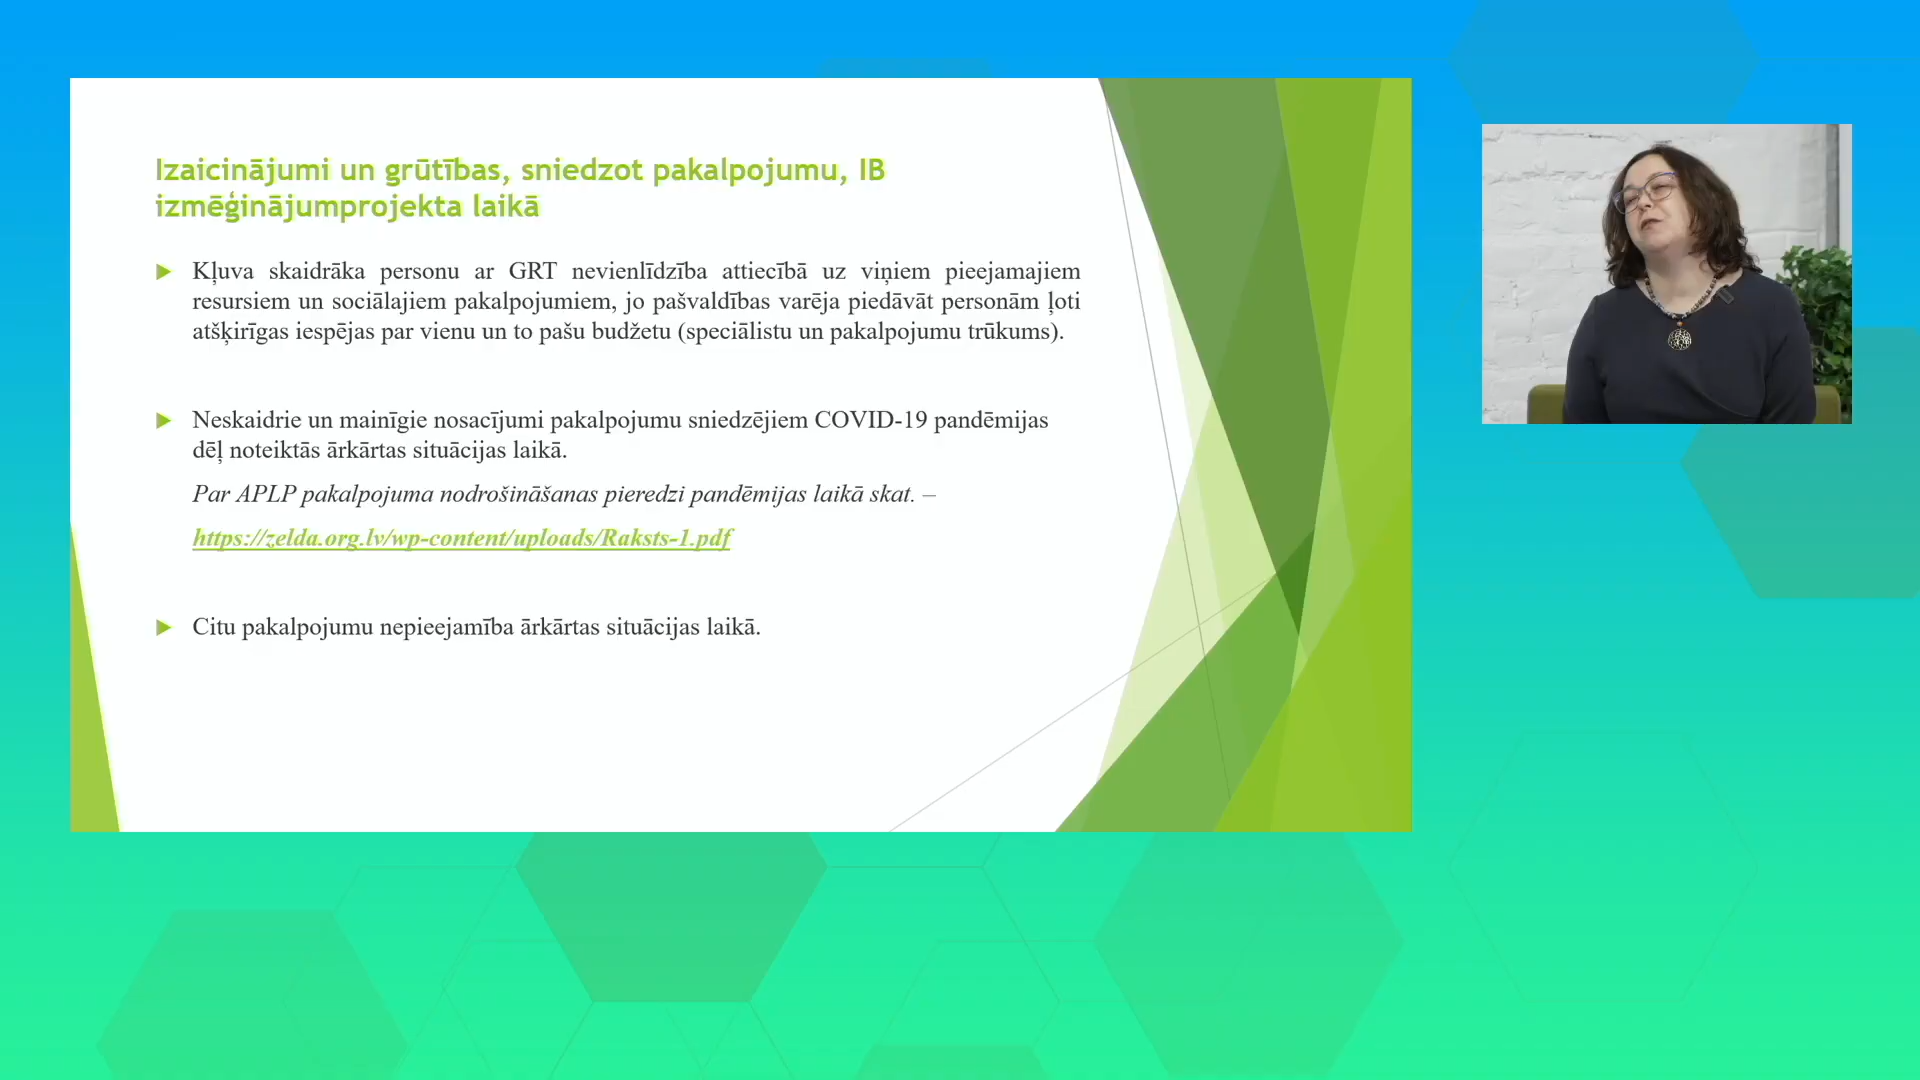 Izaicinājumi un grūtības, sniedzot pakalpojumu, IB
izmēģinājumprojekta laikā
Kļuva skaidrāka personu ar GRT nevienlīdzība attiecībā uz viņiem pieejamajiem
resursiem un sociālajiem pakalpojumiem, jo pašvaldības varēja piedāvāt personām ļoti
atšķirīgas iespējas par vienu un to pašu budžetu (speciālistu un pakalpojumu trūkums).
Neskaidrie un mainīgie nosacījumi pakalpojumu sniedzējiem COVID-19 pandēmijas
dēļ noteiktās ārkārtas situācijas laikā.
Par APLP pakalpojuma nodrošināšanas pieredzi pandēmijas laikā skat. –
https://zelda.org.lv/wp-content/uploads/Raksts-1.pdf
Citu pakalpojumu nepieejamība ārkārtas situācijas laikā.